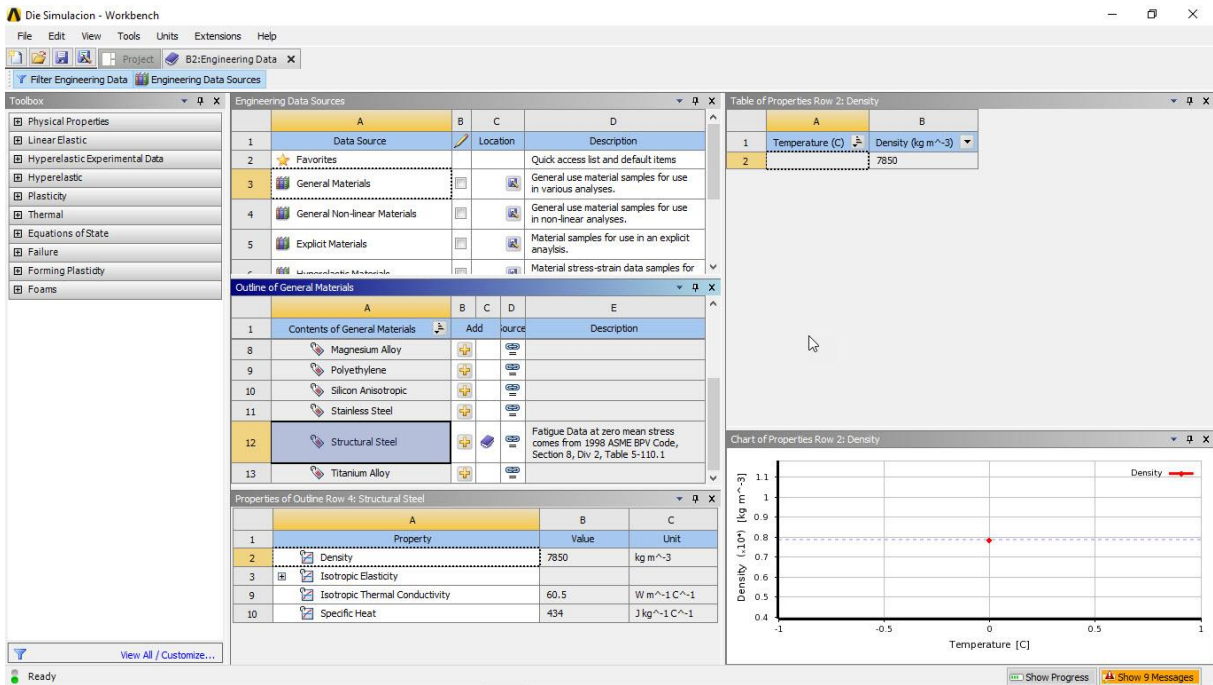 Die Simulacion - Workbench
File Edit View Tools Units Extensions Help
Project B2:Engineering Data
Filter Engineering Data Engineering Data Sources
Toolbox
Physical Properties
Linear Elastic
Hyperelastic Experimental Data
Hyperelastic
Plasticity
Thermal
Equations of State
Failure
Forming Plasticity
Foams
View All / Customize...
Engineering Data Sources
A B C D
1 Data Source Location Description
2 Favorites Quick access list and default items
3 General Materials General use material samples for use
in various analyses.
4 General Non-linear Materials General use material samples for use
in non-linear analyses.
5 Explicit Materials Material samples for use in an explicit
anaylsis.
Hyperelastic Materials Material stress-strain data samples for
Outline of General Materials
A B C D E
1 Contents of General Materials Add Source Description
8 Magnesium Alloy
9 Polyethylene
10 Silicon Anisotropic
11 Stainless Steel
12 Structural Steel Fatigue Data at zero mean stress
comes from 1998 ASME BPV Code,
Section 8, Div 2, Table 5-110.1
13 Titanium Alloy
Properties of Outline Row 4: Structural Steel
A B C
1 Property Value Unit
2 Density 7850 kg m^-3
3 Isotropic Elasticity
9 Isotropic Thermal Conductivity 60.5 W m^-1 C^-1
10 Specific Heat 434 J kg^-1 C^-1
Table of Properties Row 2: Density
A B
1 Temperature (C) Density (kg m^-3)
2 7850
Chart of Properties Row 2: Density
Density
Density (x10⁴) [kg m^-3]
1.1
1
0.9
0.8
0.7
0.6
0.5
0.4
-1 -0.5 0 0.5 1
Temperature [C]
Ready
Show Progress Show 9 Messages